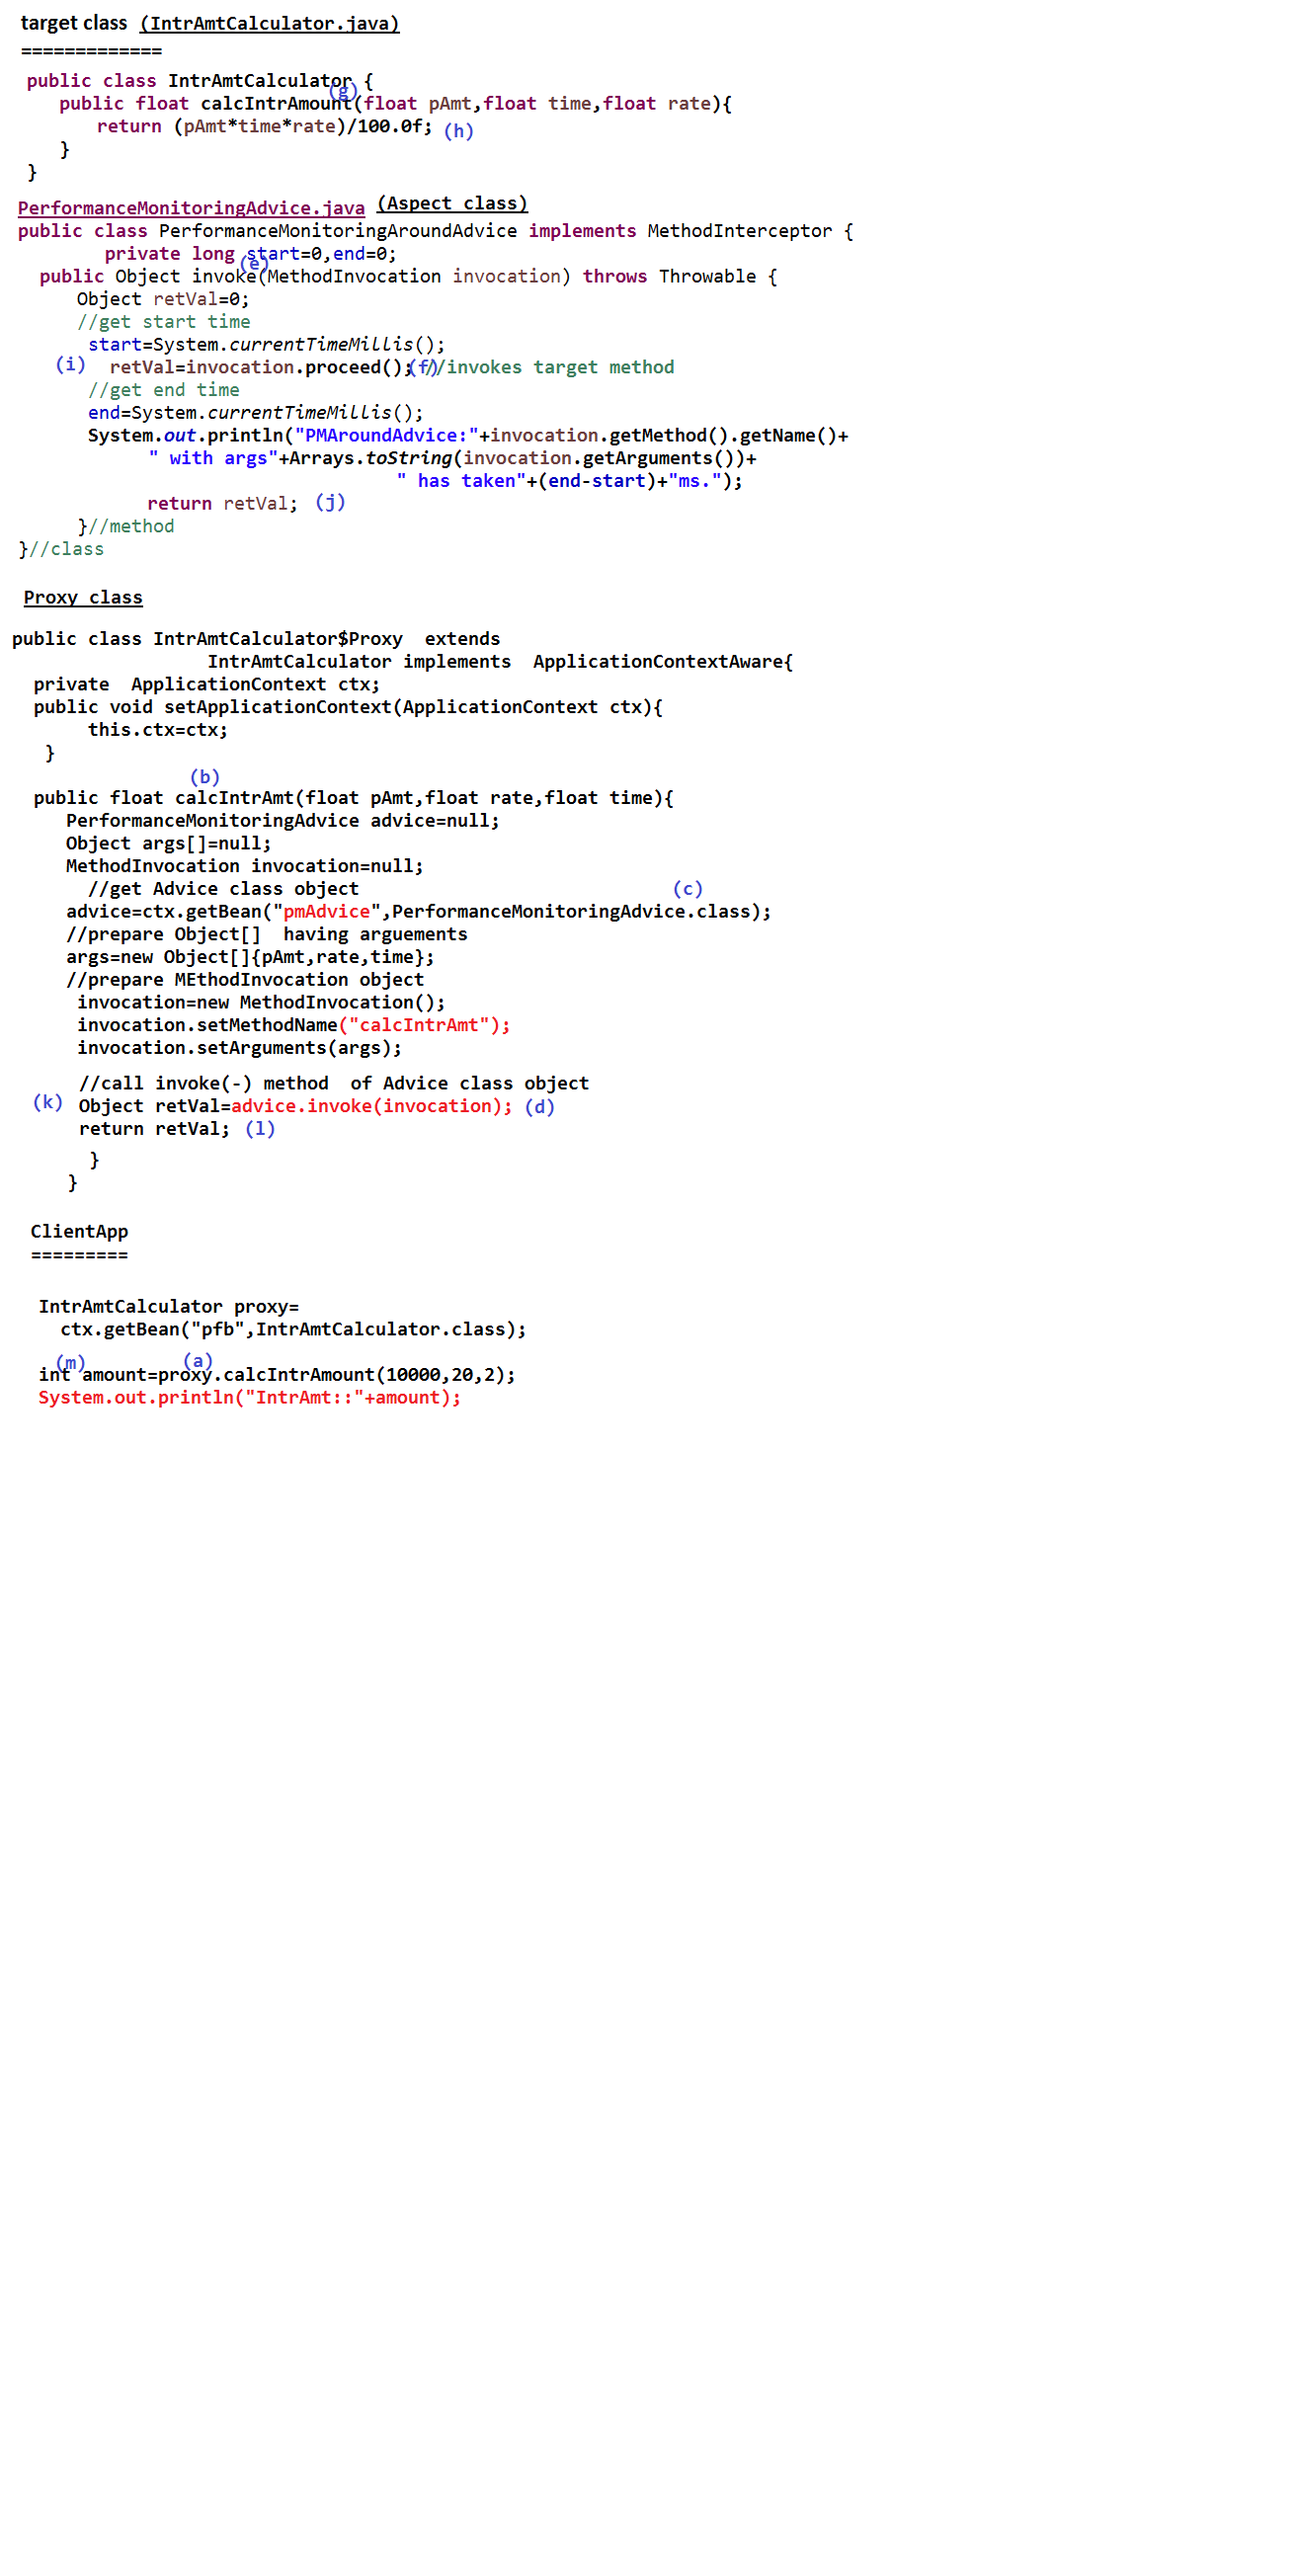 target class (IntrAmtCalculator.java)
=============
public class IntrAmtCalculator {
(g)
public float calcIntrAmount(float pAmt,float time,float rate){
return (pAmt*time*rate)/100.0f; (h)
}
}
PerformanceMonitoringAdvice.java (Aspect class)
public class PerformanceMonitoringAroundAdvice implements MethodInterceptor {
private long start=0,end=0;
(e)
public Object invoke(MethodInvocation invocation) throws Throwable {
Object retVal=0;
//get start time
start=System.currentTimeMillis();
(i) retVal=invocation.proceed();(f)//invokes target method
//get end time
end=System.currentTimeMillis();
System.out.println("PMAroundAdvice:"+invocation.getMethod().getName()+
" with args"+Arrays.toString(invocation.getArguments())+
" has taken"+(end-start)+"ms.");
return retVal; (j)
}//method
}//class
Proxy class
public class IntrAmtCalculator$Proxy extends
IntrAmtCalculator implements ApplicationContextAware{
private ApplicationContext ctx;
public void setApplicationContext(ApplicationContext ctx){
this.ctx=ctx;
}
(b)
public float calcIntrAmt(float pAmt,float rate,float time){
PerformanceMonitoringAdvice advice=null;
Object args[]=null;
MethodInvocation invocation=null;
//get Advice class object (c)
advice=ctx.getBean("pmAdvice",PerformanceMonitoringAdvice.class);
//prepare Object[] having arguements
args=new Object[]{pAmt,rate,time};
//prepare MEthodInvocation object
invocation=new MethodInvocation();
invocation.setMethodName("calcIntrAmt");
invocation.setArguments(args);
//call invoke(-) method of Advice class object
(k) Object retVal=advice.invoke(invocation); (d)
return retVal; (l)
}
}
ClientApp
=========
IntrAmtCalculator proxy=
ctx.getBean("pfb",IntrAmtCalculator.class);
(m) (a)
int amount=proxy.calcIntrAmount(10000,20,2);
System.out.println("IntrAmt::"+amount);